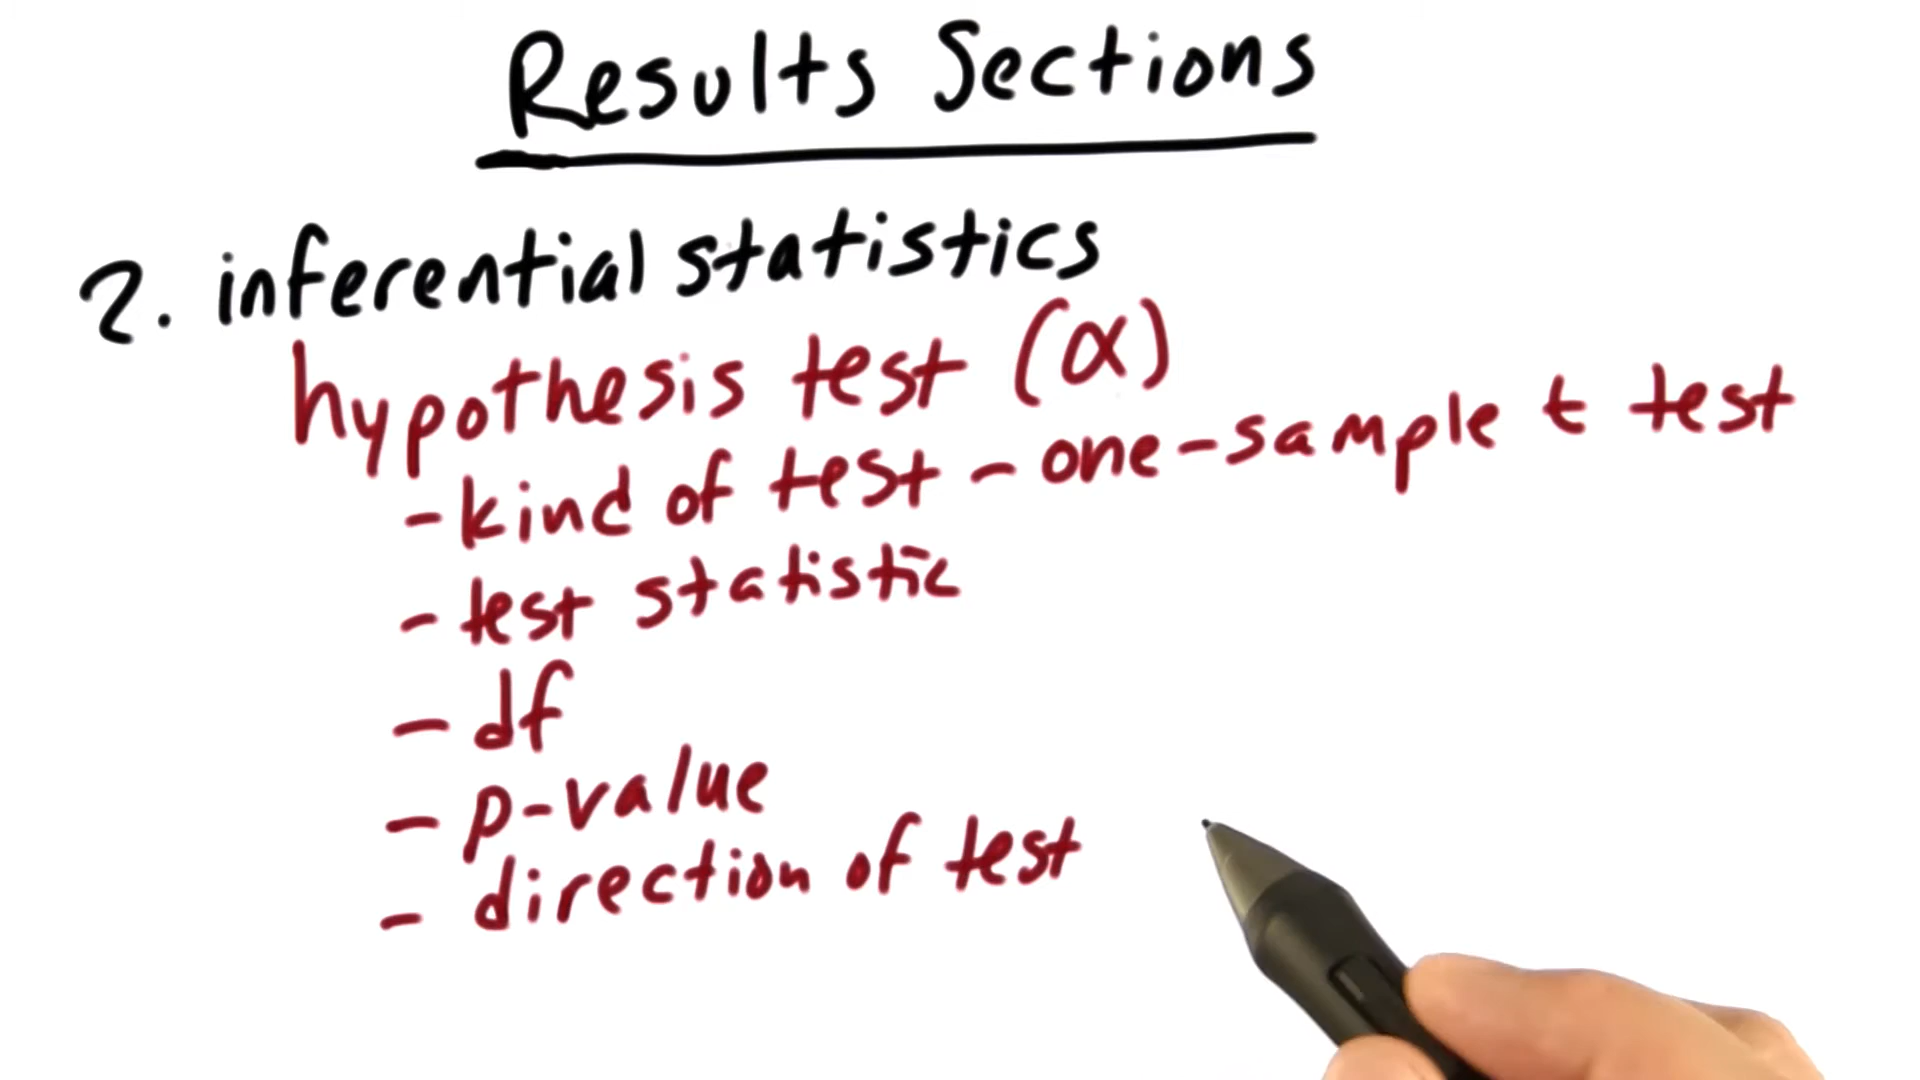 Results Sections
2. inferential statistics
hypothesis test (α)
- kind of test - one-sample t test
- test statistic
- df
- p-value
- direction of test